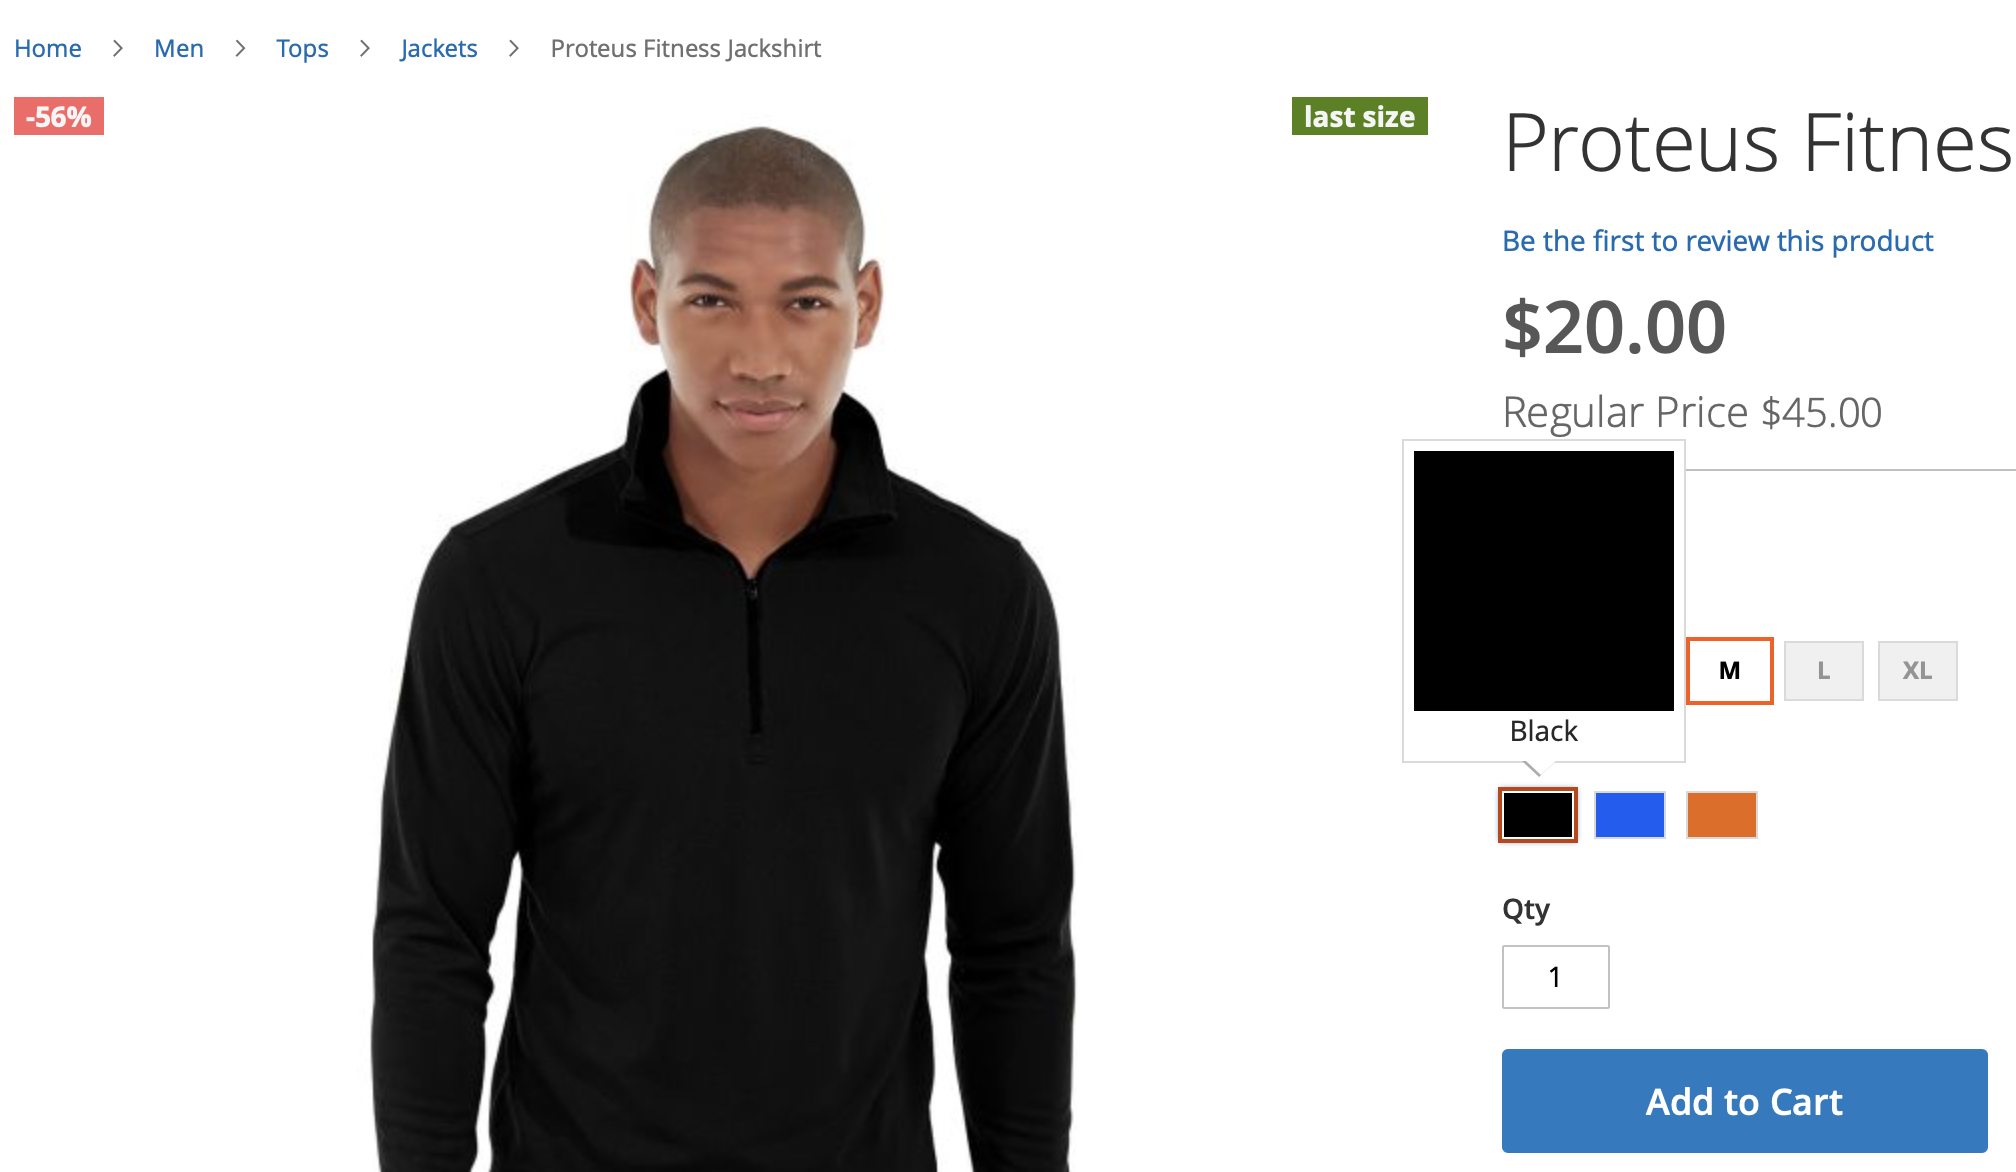 Home > Men > Tops > Jackets > Proteus Fitness Jackshirt
-56%
last size
Proteus Fitnes
Be the first to review this product
$20.00
Regular Price $45.00
Black
M L XL
Qty
1
Add to Cart